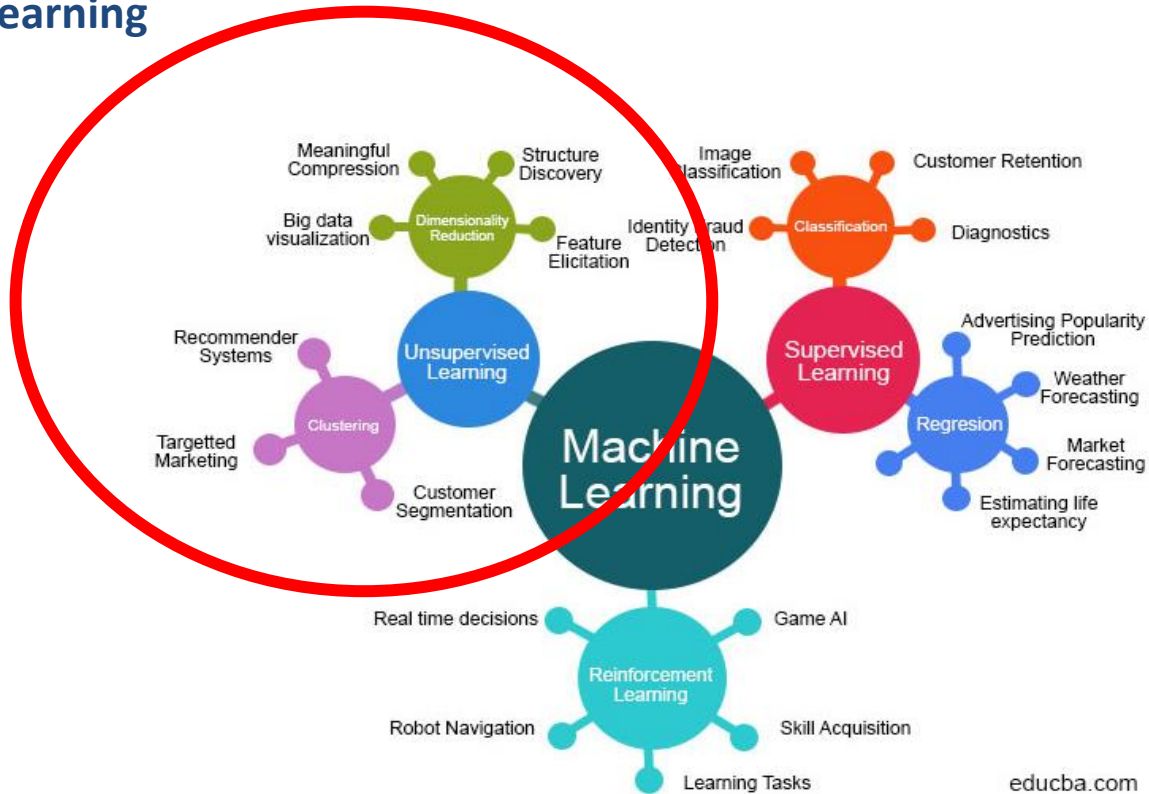 earning
Meaningful
Compression
Structure
Discovery
Big data
visualization
Dimensionality
Reduction
Feature
Elicitation
Image
Classification
Customer Retention
Identity Fraud
Detection
Classification
Diagnostics
Recommender
Systems
Unsupervised
Learning
Clustering
Targetted
Marketing
Customer
Segmentation
Machine
Learning
Supervised
Learning
Advertising Popularity
Prediction
Weather
Forecasting
Regresion
Market
Forecasting
Estimating life
expectancy
Real time decisions
Game AI
Reinforcement
Learning
Robot Navigation
Skill Acquisition
Learning Tasks
educba.com